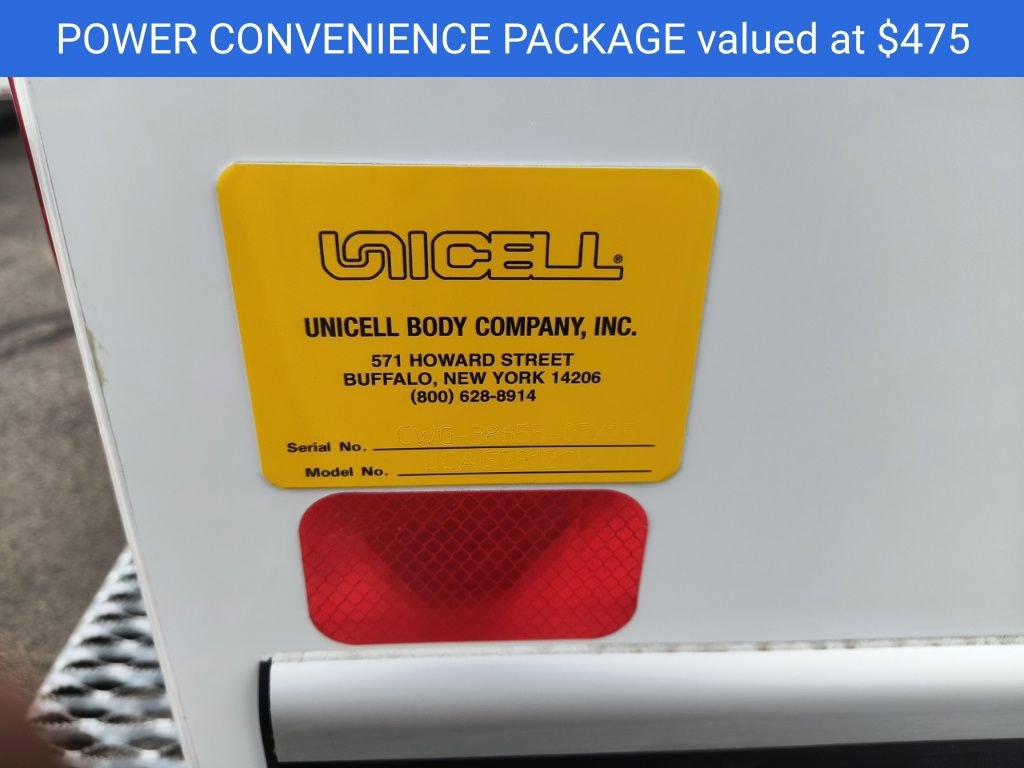 POWER CONVENIENCE PACKAGE valued at $475
UNICELL®
UNICELL BODY COMPANY, INC.
571 HOWARD STREET
BUFFALO, NEW YORK 14206
(800) 628-8914
Serial No.
Model No.